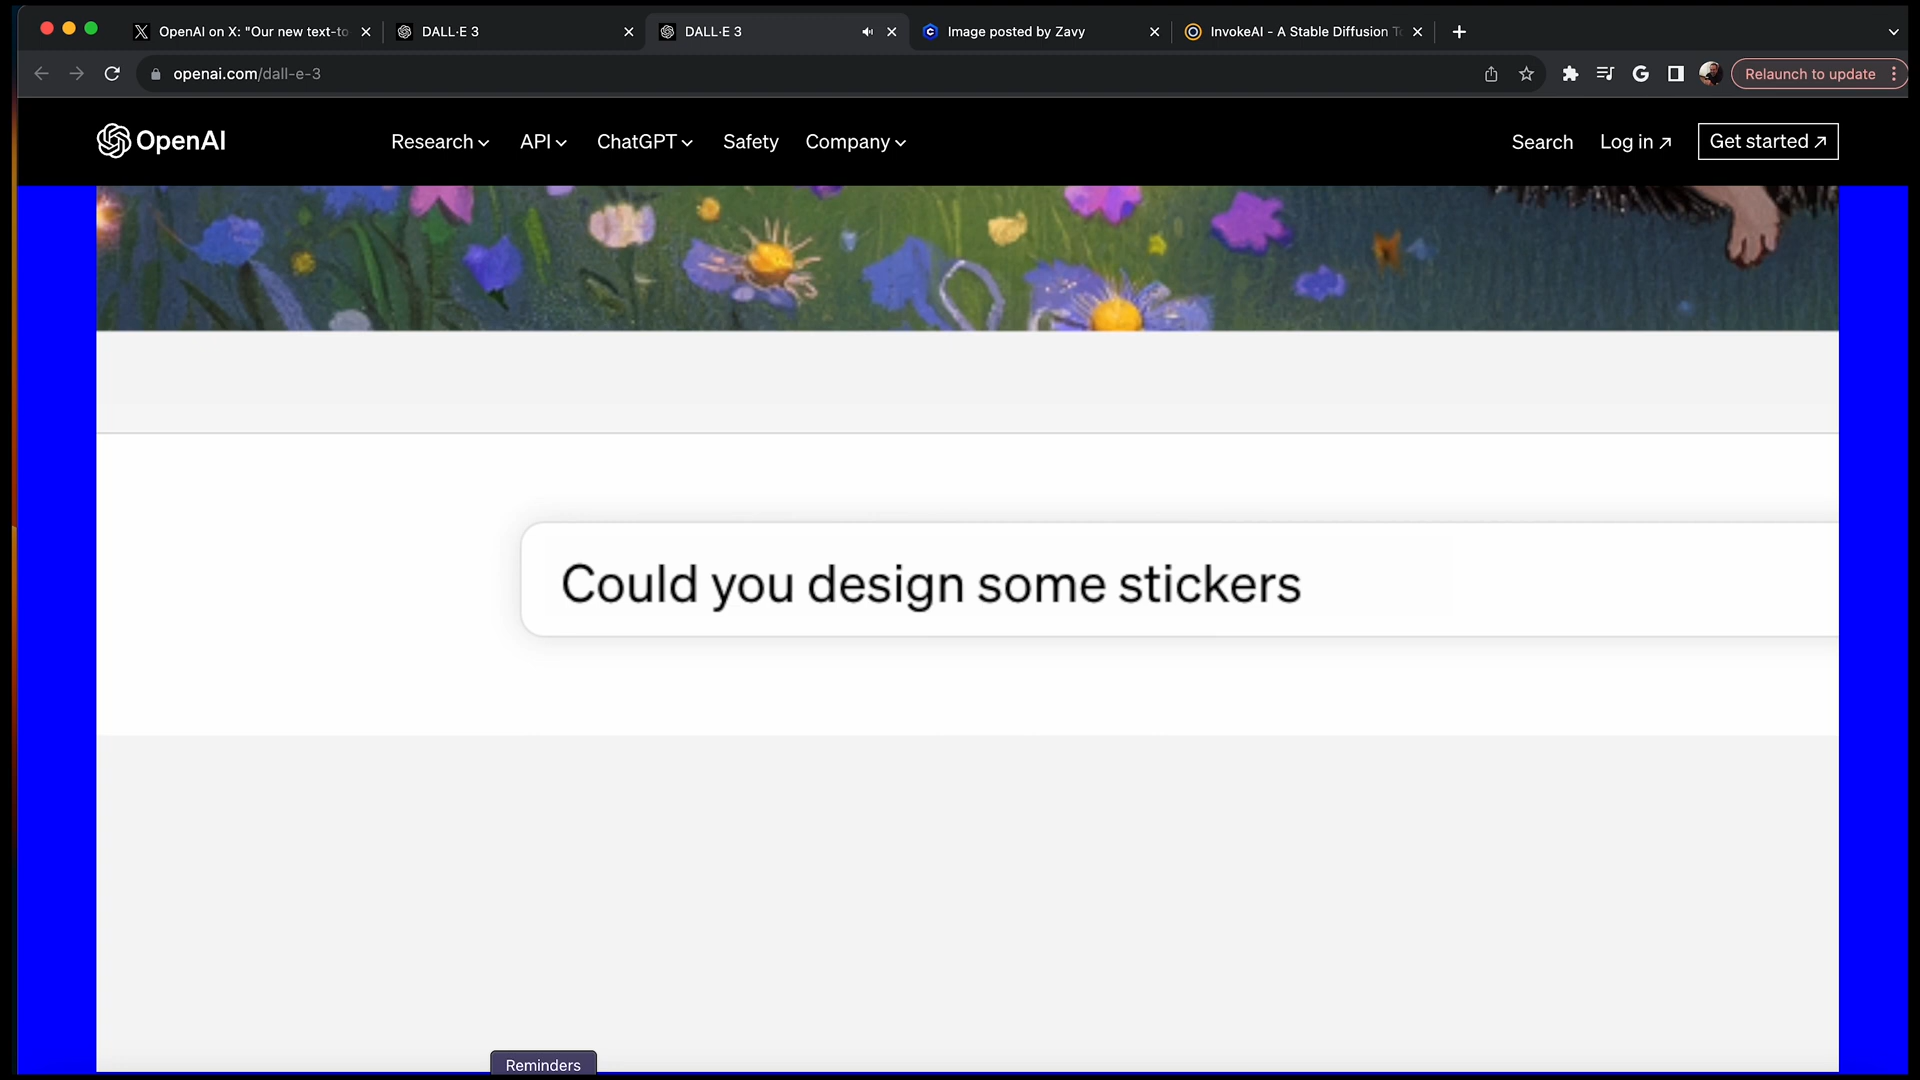 OpenAI on X: "Our new text-to
DALL·E 3
DALL·E 3
Image posted by Zavy
InvokeAI - A Stable Diffusion T
openai.com/dall-e-3
Relaunch to update
OpenAI
Research
API
ChatGPT
Safety
Company
Search
Log in ↗
Get started ↗
Could you design some stickers
Reminders